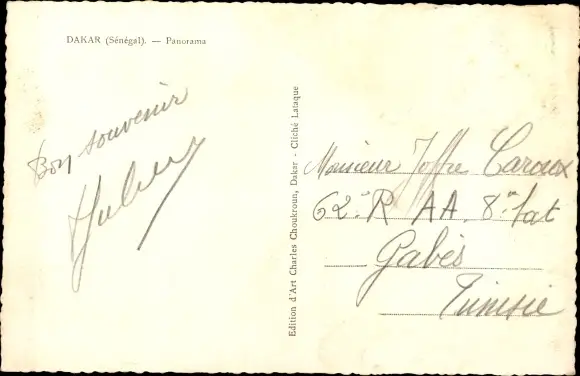 DAKAR (Sénégal). — Panorama
Bon souvenir
Edition d'Art Charles Choukroun, Dakar - Cliché Lataque
Monsieur Joffre Caroux
62e R AA. 8e bat
Gabès
Tunisie